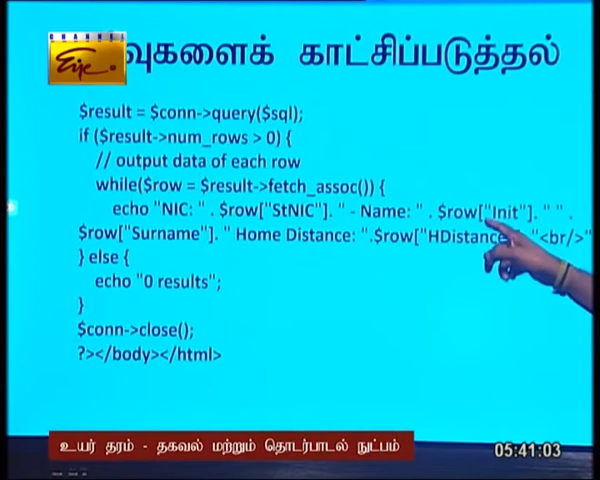 CHANNEL
Eye
வுகளைக் காட்சிப்படுத்தல்
$result = $conn->query($sql);
if ($result->num_rows > 0) {
// output data of each row
while($row = $result->fetch_assoc()) {
echo "NIC: " . $row["StNIC"]. " - Name: " . $row["Init"]. " " .
$row["Surname"]. " Home Distance: ".$row["HDistance "<br/>"
} else {
echo "0 results";
}
$conn->close();
?></body></html>
உயர் தரம் - தகவல் மற்றும் தொடர்பாடல் நுட்பம்
05:41:03